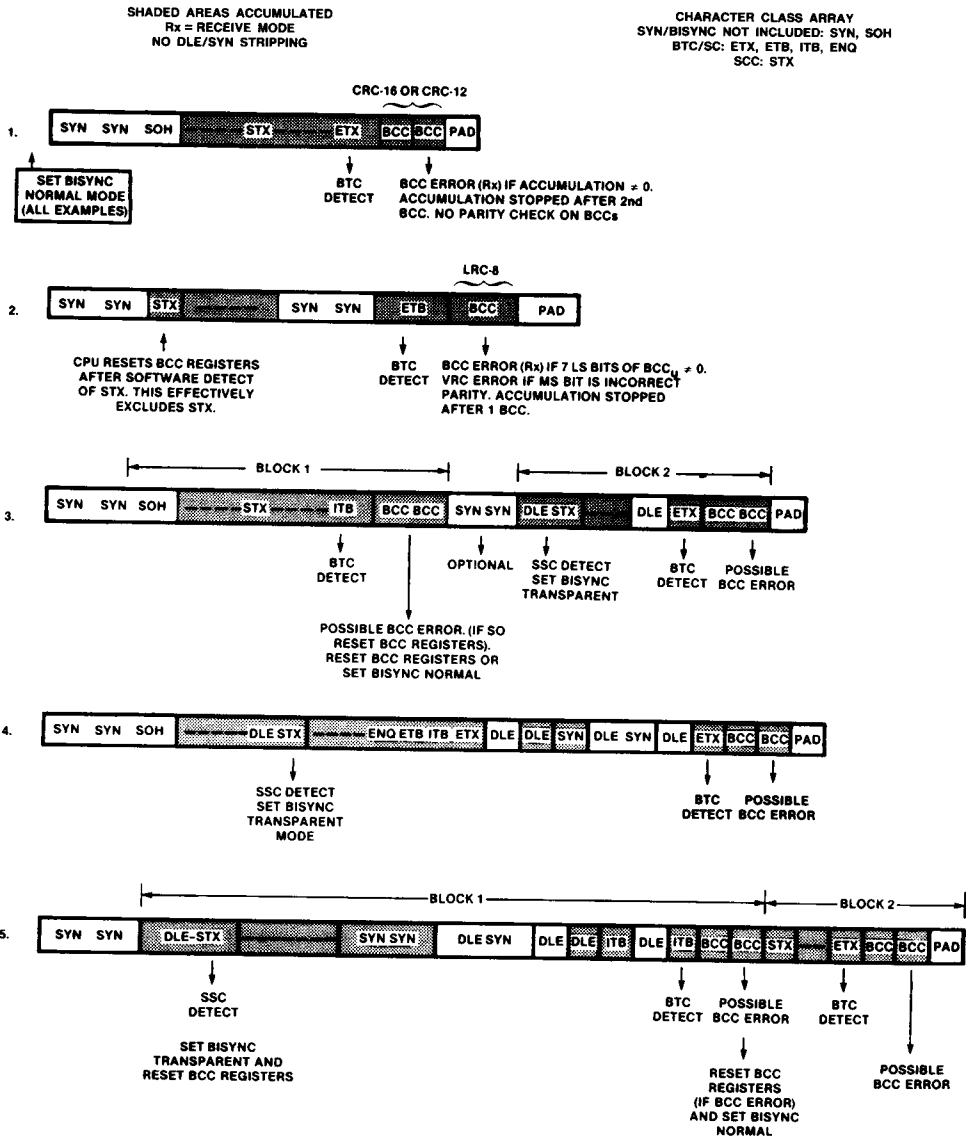 SHADED AREAS ACCUMULATED
Rx = RECEIVE MODE
NO DLE/SYN STRIPPING
CHARACTER CLASS ARRAY
SYN/BISYNC NOT INCLUDED: SYN, SOH
BTC/SC: ETX, ETB, ITB, ENQ
SCC: STX
CRC-16 OR CRC-12
1. SYN SYN SOH STX ETX BCC BCC PAD
SET BISYNC
NORMAL MODE
(ALL EXAMPLES)
BTC
DETECT
BCC ERROR (Rx) IF ACCUMULATION ≠ 0.
ACCUMULATION STOPPED AFTER 2nd
BCC. NO PARITY CHECK ON BCCs
LRC-8
2. SYN SYN STX SYN SYN ETB BCC PAD
CPU RESETS BCC REGISTERS
AFTER SOFTWARE DETECT
OF STX. THIS EFFECTIVELY
EXCLUDES STX.
BTC
DETECT
BCC ERROR (Rx) IF 7 LS BITS OF BCCu ≠ 0.
VRC ERROR IF MS BIT IS INCORRECT
PARITY. ACCUMULATION STOPPED
AFTER 1 BCC.
BLOCK 1 BLOCK 2
3. SYN SYN SOH STX ITB BCC BCC SYN SYN DLE STX DLE ETX BCC BCC PAD
BTC
DETECT
OPTIONAL
SSC DETECT
SET BISYNC
TRANSPARENT
BTC
DETECT
POSSIBLE
BCC ERROR
POSSIBLE BCC ERROR. (IF SO
RESET BCC REGISTERS).
RESET BCC REGISTERS OR
SET BISYNC NORMAL
4. SYN SYN SOH DLE STX ENQ ETB ITB ETX DLE DLE SYN DLE SYN DLE ETX BCC BCC PAD
SSC DETECT
SET BISYNC
TRANSPARENT
MODE
BTC
DETECT
POSSIBLE
BCC ERROR
BLOCK 1 BLOCK 2
5. SYN SYN DLE-STX SYN SYN DLE SYN DLE DLE ITB DLE ITB BCC BCC STX ETX BCC BCC PAD
SSC
DETECT
SET BISYNC
TRANSPARENT AND
RESET BCC REGISTERS
BTC
DETECT
POSSIBLE
BCC ERROR
BTC
DETECT
RESET BCC
REGISTERS
(IF BCC ERROR)
AND SET BISYNC
NORMAL
POSSIBLE
BCC ERROR